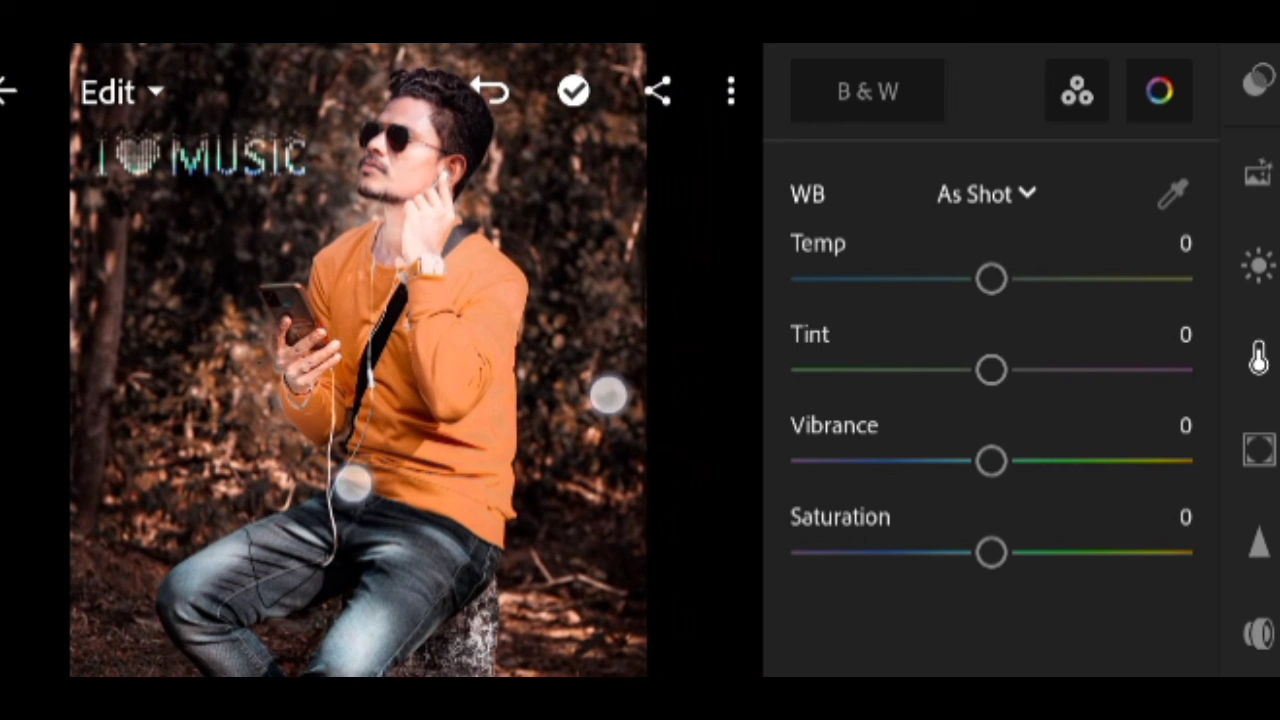 Edit
I MUSIC
B & W
WB As Shot
Temp 0
Tint 0
Vibrance 0
Saturation 0